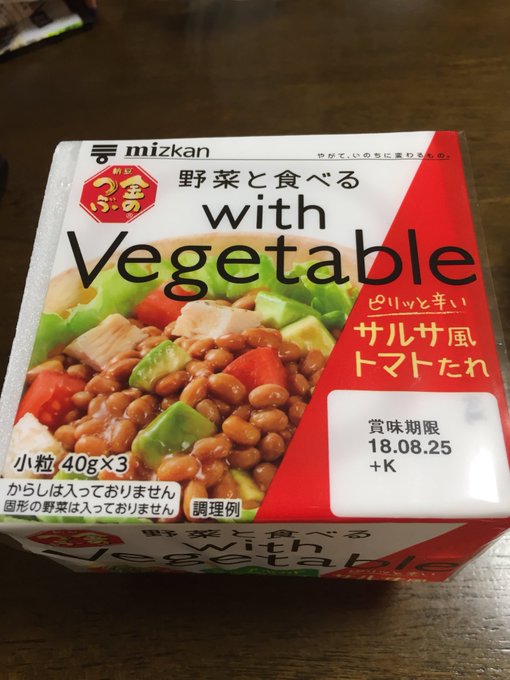 mizkan
やがて、いのちに変わるもの。
納豆
金の
つぶ®
野菜と食べる
with
Vegetable
ピリッと辛い
サルサ風
トマトたれ
賞味期限
18.08.25
+K
小粒 40g×3
からしは入っておりません
固形の野菜は入っておりません
調理例
野菜と食べる
with
Vegetable